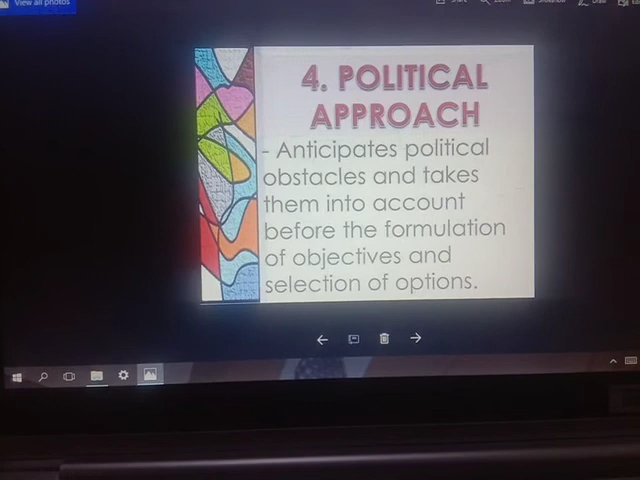 View all photos
4. POLITICAL
APPROACH
- Anticipates political
obstacles and takes
them into account
before the formulation
of objectives and
selection of options.